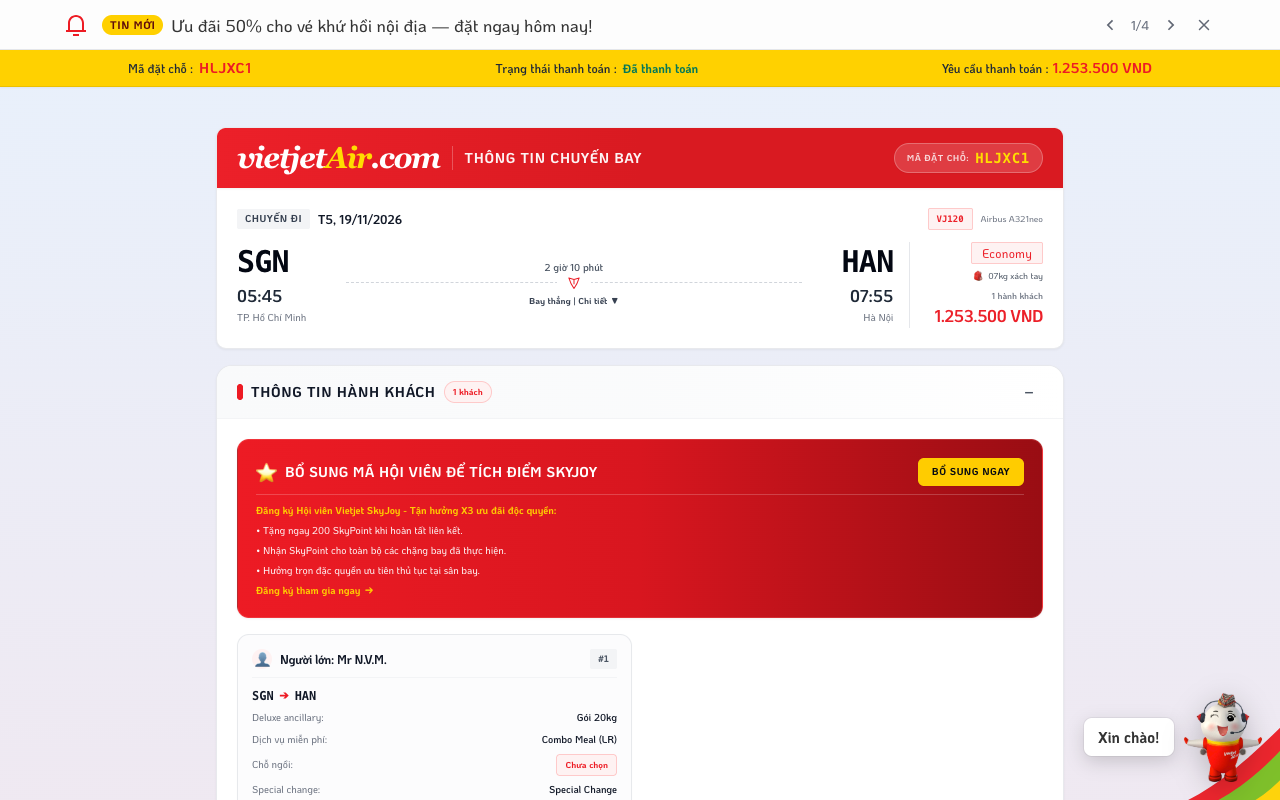 TIN MỚI Ưu đãi 50% cho vé khứ hồi nội địa — đặt ngay hôm nay! 1/4
Mã đặt chỗ : HLJXC1 Trạng thái thanh toán : Đã thanh toán Yêu cầu thanh toán : 1.253.500 VND
vietjetAir.com THÔNG TIN CHUYẾN BAY MÃ ĐẶT CHỖ: HLJXC1
CHUYẾN ĐI T5, 19/11/2026 VJ120 Airbus A321neo
SGN 2 giờ 10 phút HAN Economy
05:45 Bay thẳng | Chi tiết ▼ 07:55 07kg xách tay
TP. Hồ Chí Minh Hà Nội 1 hành khách
1.253.500 VND
THÔNG TIN HÀNH KHÁCH 1 khách −
BỔ SUNG MÃ HỘI VIÊN ĐỂ TÍCH ĐIỂM SKYJOY BỔ SUNG NGAY
Đăng ký Hội viên Vietjet SkyJoy - Tận hưởng X3 ưu đãi độc quyền:
• Tặng ngay 200 SkyPoint khi hoàn tất liên kết.
• Nhận SkyPoint cho toàn bộ các chặng bay đã thực hiện.
• Hưởng trọn đặc quyền ưu tiên thủ tục tại sân bay.
Đăng ký tham gia ngay →
Người lớn: Mr N.V.M. #1
SGN → HAN
Deluxe ancillary: Gói 20kg
Dịch vụ miễn phí: Combo Meal (LR)
Chỗ ngồi: Chưa chọn
Special change: Special Change
Xin chào!